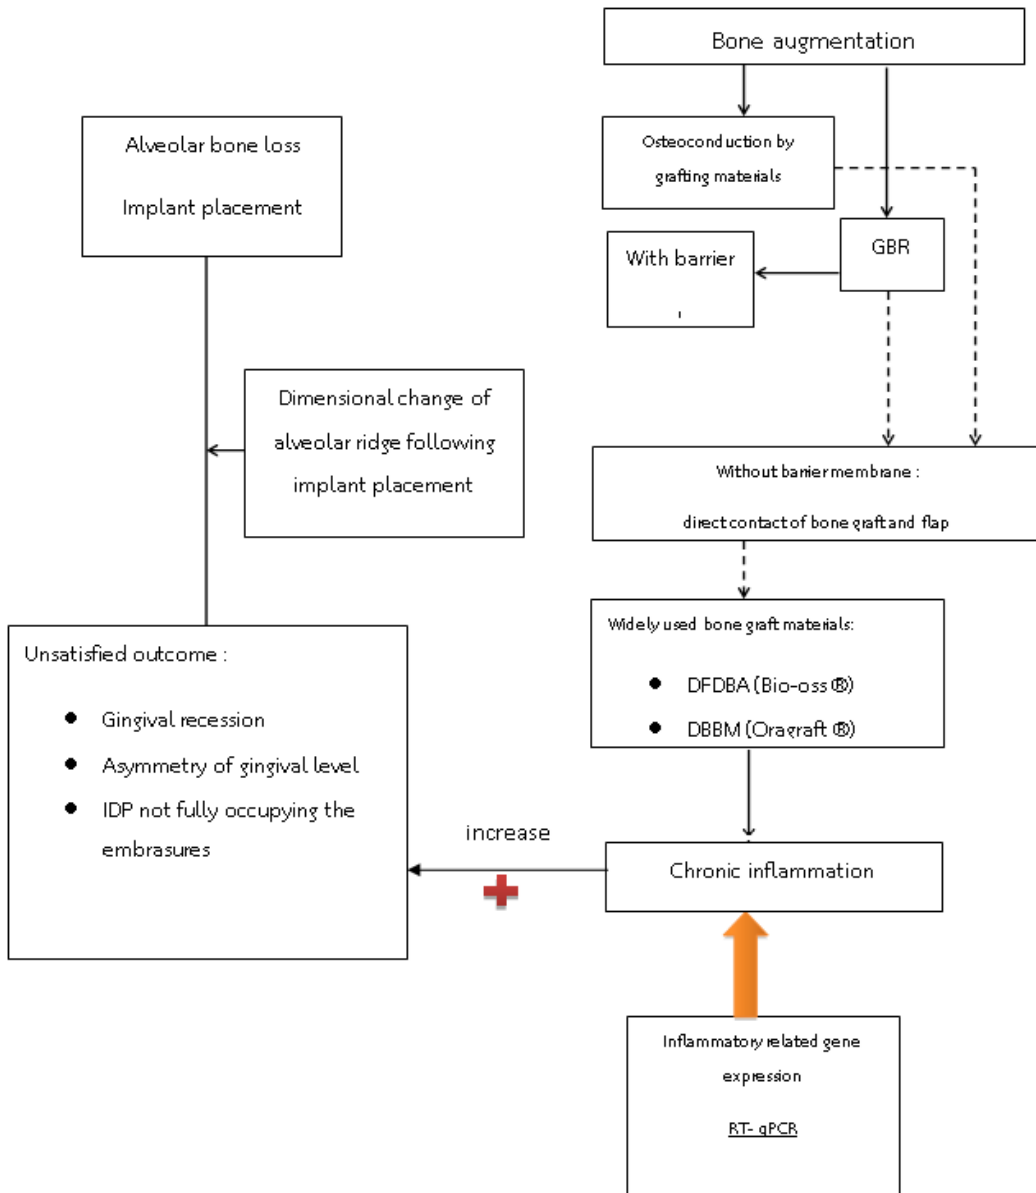 Bone augmentation
Alveolar bone loss
Implant placement
Osteoconduction by
grafting materials
GBR
With barrier
Dimensional change of
alveolar ridge following
implant placement
Without barrier membrane :
direct contact of bone graft and flap
Widely used bone graft materials:
● DFDBA (Bio-oss ®)
● DBBM (Oragraft ®)
Unsatisfied outcome :
● Gingival recession
● Asymmetry of gingival level
● IDP not fully occupying the
embrasures
increase
Chronic inflammation
Inflammatory related gene
expression
RT- qPCR